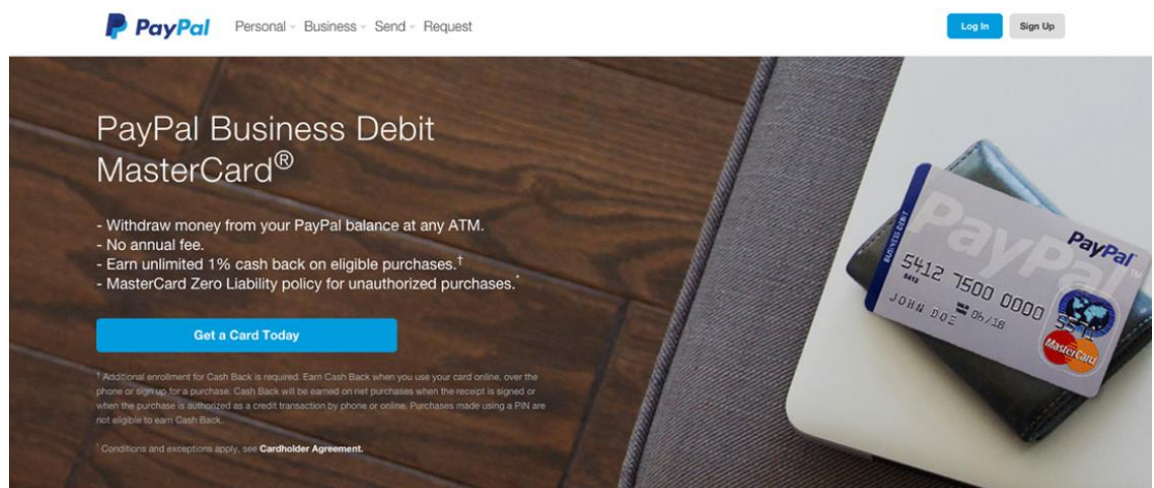 PayPal Personal Business Send Request Log In Sign Up
PayPal Business Debit
MasterCard®
- Withdraw money from your PayPal balance at any ATM.
- No annual fee.
- Earn unlimited 1% cash back on eligible purchases.†
- MasterCard Zero Liability policy for unauthorized purchases.*
Get a Card Today
† Additional enrollment for Cash Back is required. Earn Cash Back when you use your card online, over the
phone or sign up for a purchase. Cash Back will be earned on net purchases when the receipt is signed or
when the purchase is authorized as a credit transaction by phone or online. Purchases made using a PIN are
not eligible to earn Cash Back.
* Conditions and exceptions apply, see Cardholder Agreement.
BUSINESS DEBIT
PayPal
PayPal
5412 7500 0000
5412
JOHN DOE 06/18
MasterCard